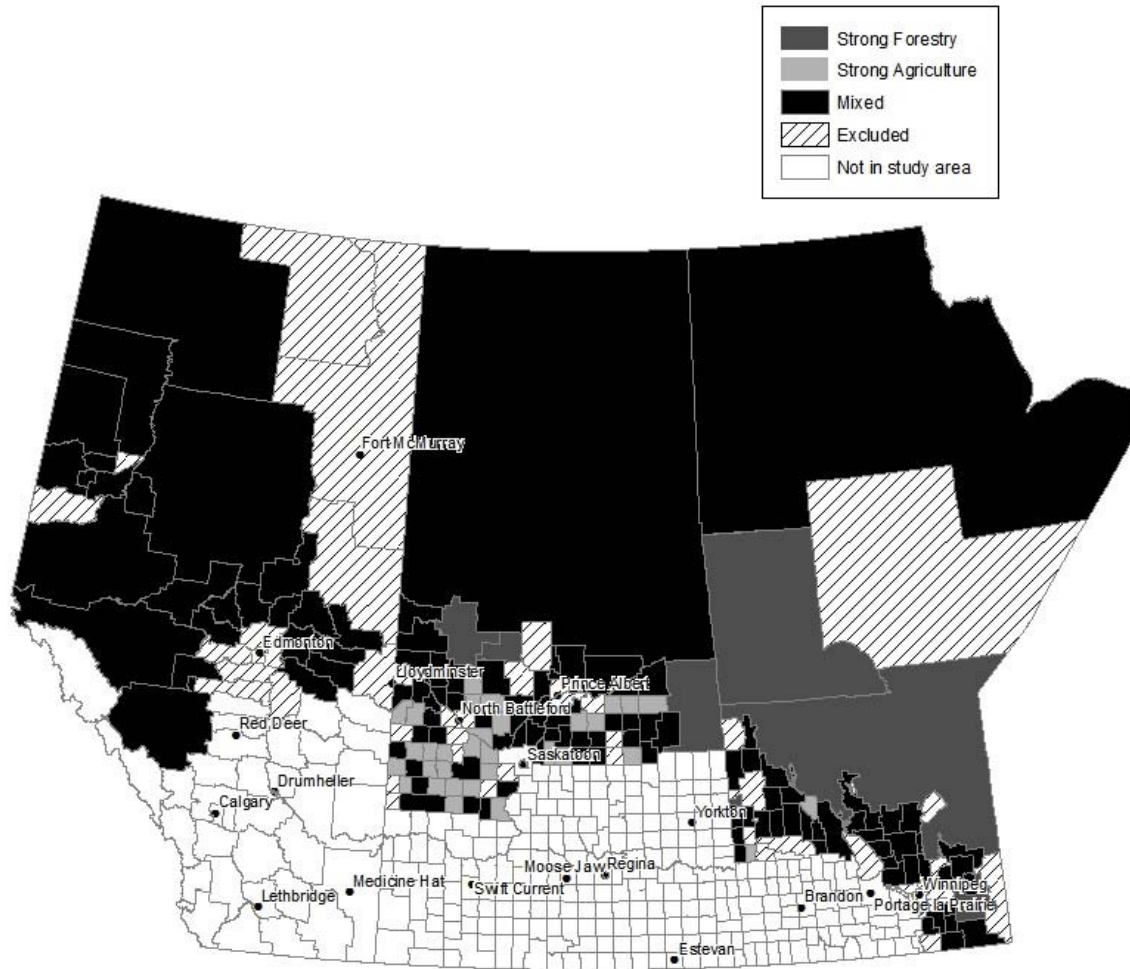 Strong Forestry
Strong Agriculture
Mixed
Excluded
Not in study area
Fort McMurray
Edmonton
Lloydminster
Prince Albert
North Battleford
Red Deer
Saskatoon
Drumheller
Calgary
Yorkton
Moose Jaw
Regina
Medicine Hat
Swift Current
Winnipeg
Lethbridge
Brandon
Portage la Prairie
Estevan